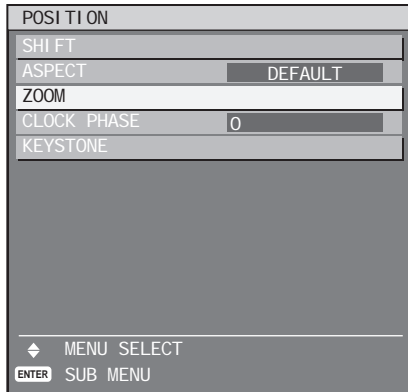 POSITION
SHIFT
ASPECT DEFAULT
ZOOM
CLOCK PHASE 0
KEYSTONE
MENU SELECT
ENTER SUB MENU